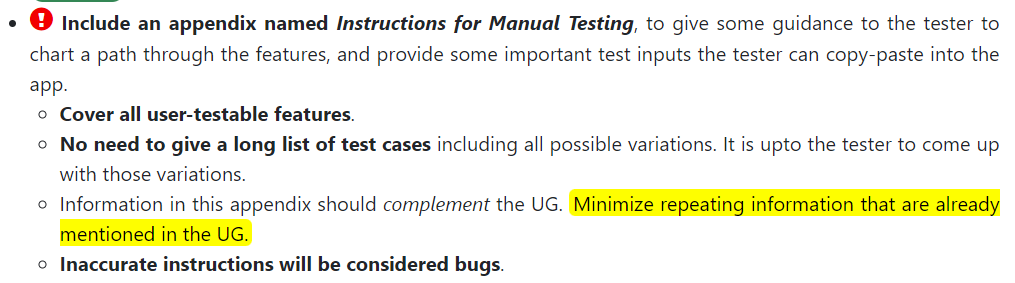 Include an appendix named Instructions for Manual Testing, to give some guidance to the tester to
chart a path through the features, and provide some important test inputs the tester can copy-paste into the
app.
Cover all user-testable features.
No need to give a long list of test cases including all possible variations. It is upto the tester to come up
with those variations.
Information in this appendix should complement the UG. Minimize repeating information that are already
mentioned in the UG.
Inaccurate instructions will be considered bugs.